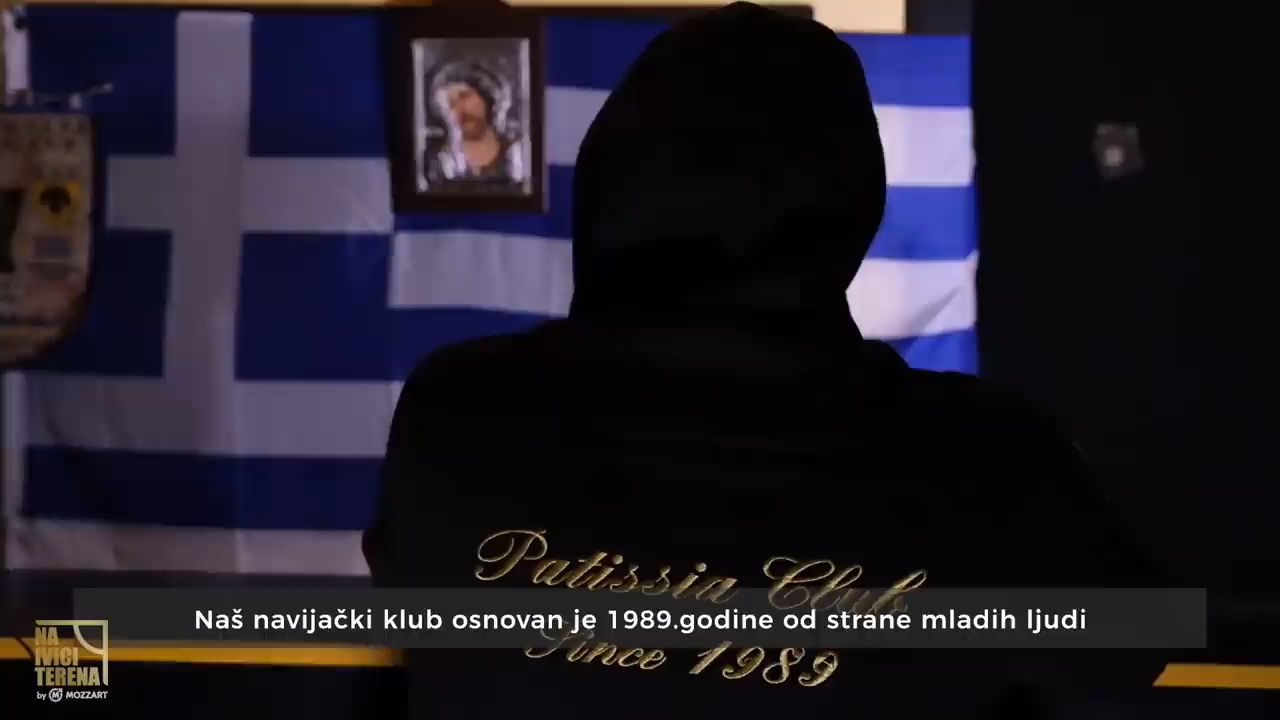 Patissia Club
Naš navijački klub osnovan je 1989.godine od strane mladih ljudi
Since 1989
NA
IVICI
TERENA
by M MOZZART